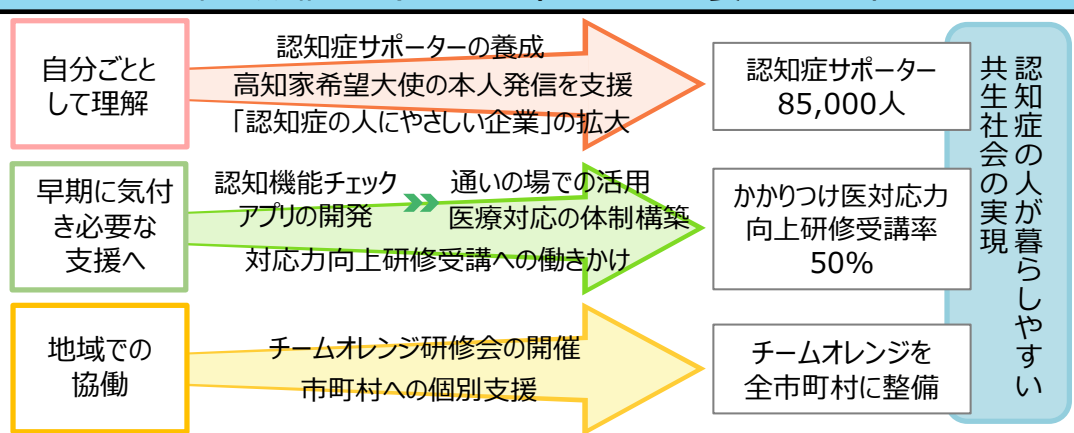 自分ごとと
して理解
認知症サポーターの養成
高知家希望大使の本人発信を支援
「認知症の人にやさしい企業」の拡大
認知症サポーター
85,000人
早期に気付
き必要な
支援へ
認知機能チェック
アプリの開発
通いの場での活用
医療対応の体制構築
対応力向上研修受講への働きかけ
かかりつけ医対応力
向上研修受講率
50%
地域での
協働
チームオレンジ研修会の開催
市町村への個別支援
チームオレンジを
全市町村に整備
認知症の人が暮らしやすい
共生社会の実現